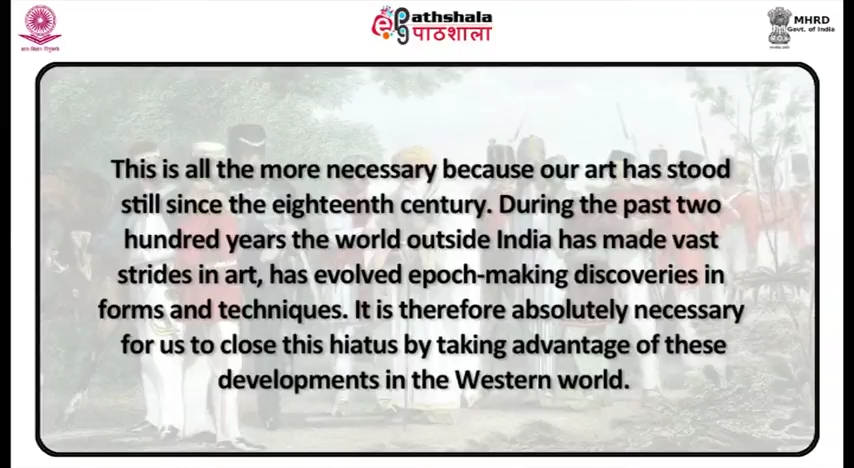 ePathshala
पाठशाला
MHRD
Govt. of India
This is all the more necessary because our art has stood
still since the eighteenth century. During the past two
hundred years the world outside India has made vast
strides in art, has evolved epoch-making discoveries in
forms and techniques. It is therefore absolutely necessary
for us to close this hiatus by taking advantage of these
developments in the Western world.